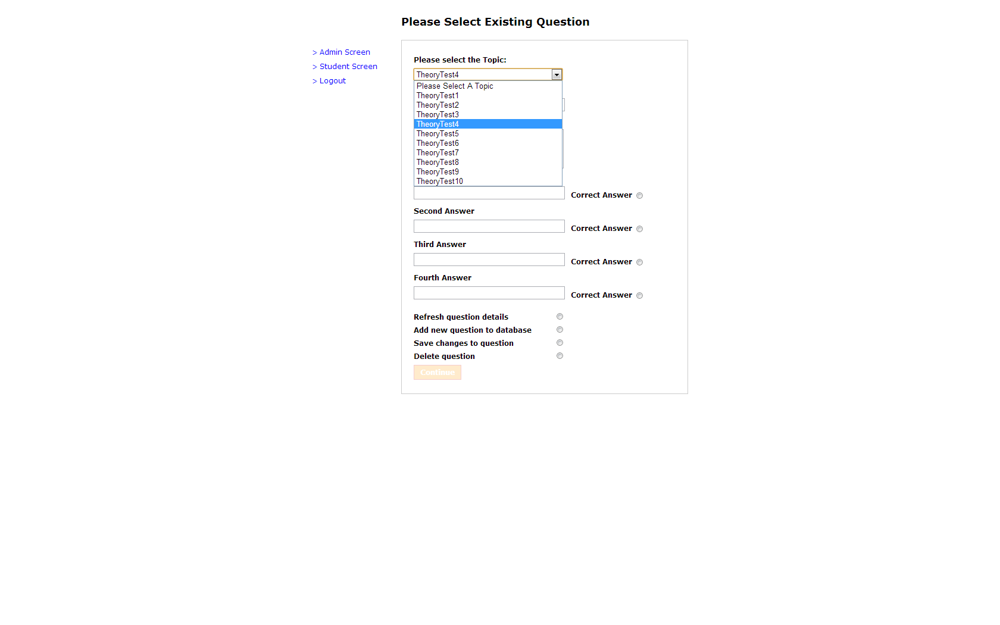 Please Select Existing Question
> Admin Screen
> Student Screen
> Logout
Please select the Topic:
TheoryTest4
Please Select A Topic
TheoryTest1
TheoryTest2
TheoryTest3
TheoryTest4
TheoryTest5
TheoryTest6
TheoryTest7
TheoryTest8
TheoryTest9
TheoryTest10
Correct Answer
Second Answer
Correct Answer
Third Answer
Correct Answer
Fourth Answer
Correct Answer
Refresh question details
Add new question to database
Save changes to question
Delete question
Continue